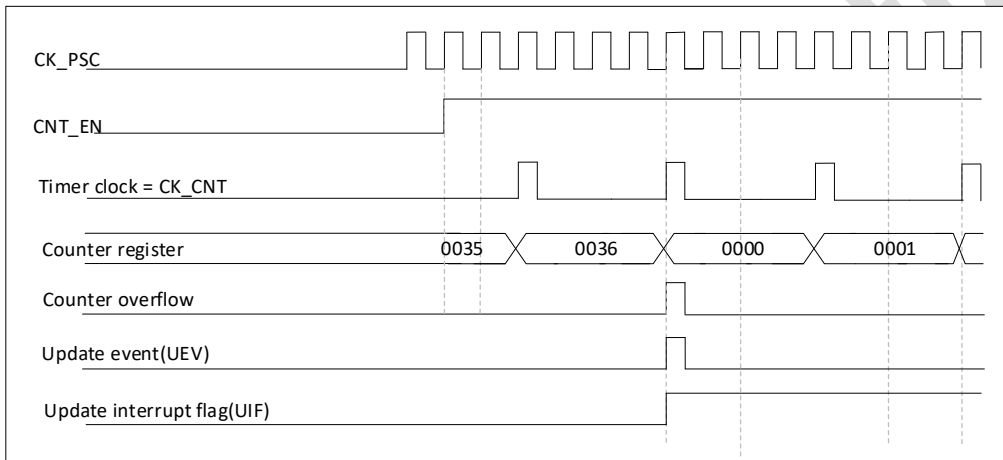 CK_PSC
CNT_EN
Timer clock = CK_CNT
Counter register 0035 0036 0000 0001
Counter overflow
Update event(UEV)
Update interrupt flag(UIF)